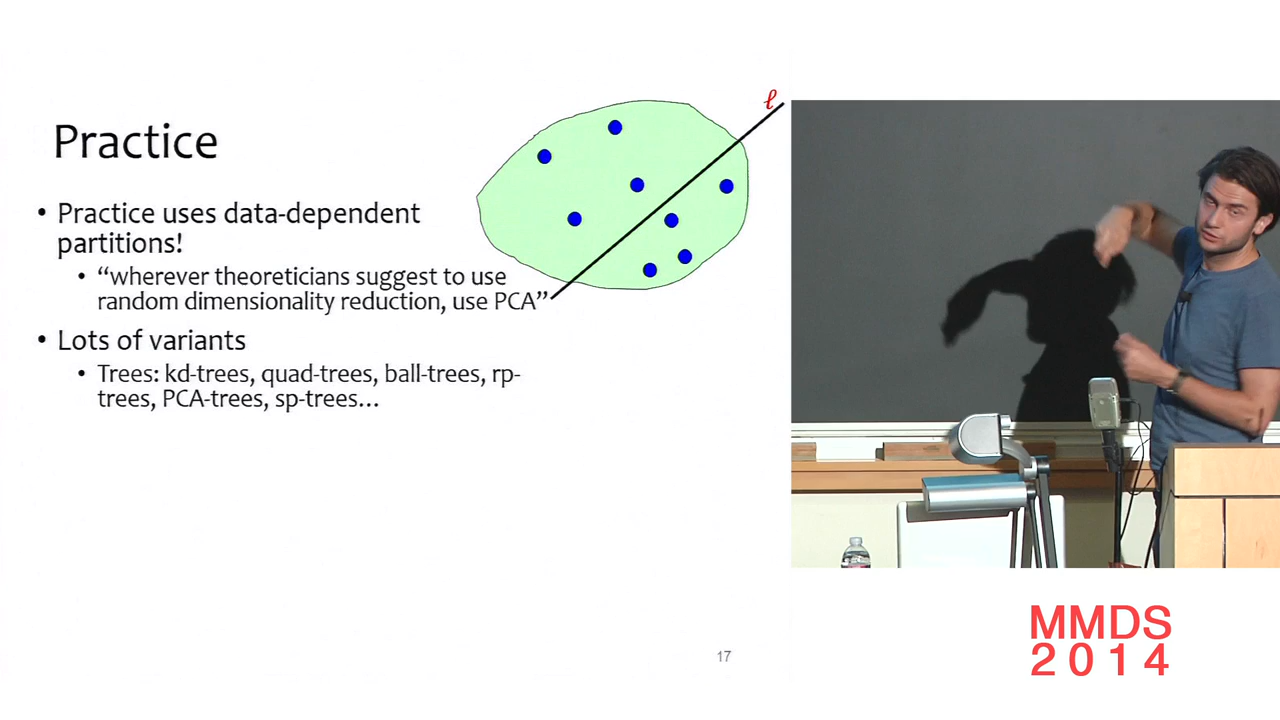 Practice
ℓ
• Practice uses data-dependent
partitions!
• “wherever theoreticians suggest to use
random dimensionality reduction, use PCA”
• Lots of variants
• Trees: kd-trees, quad-trees, ball-trees, rp-
trees, PCA-trees, sp-trees…
17
MMDS
2014